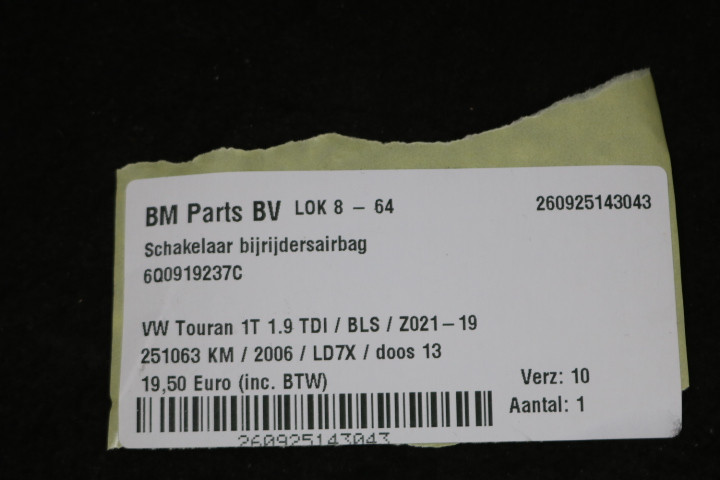 BM Parts BV LOK 8 - 64 260925143043
Schakelaar bijrijdersairbag
6Q0919237C
VW Touran 1T 1.9 TDI / BLS / Z021-19
251063 KM / 2006 / LD7X / doos 13
19,50 Euro (inc. BTW) Verz: 10
Aantal: 1
260925143043